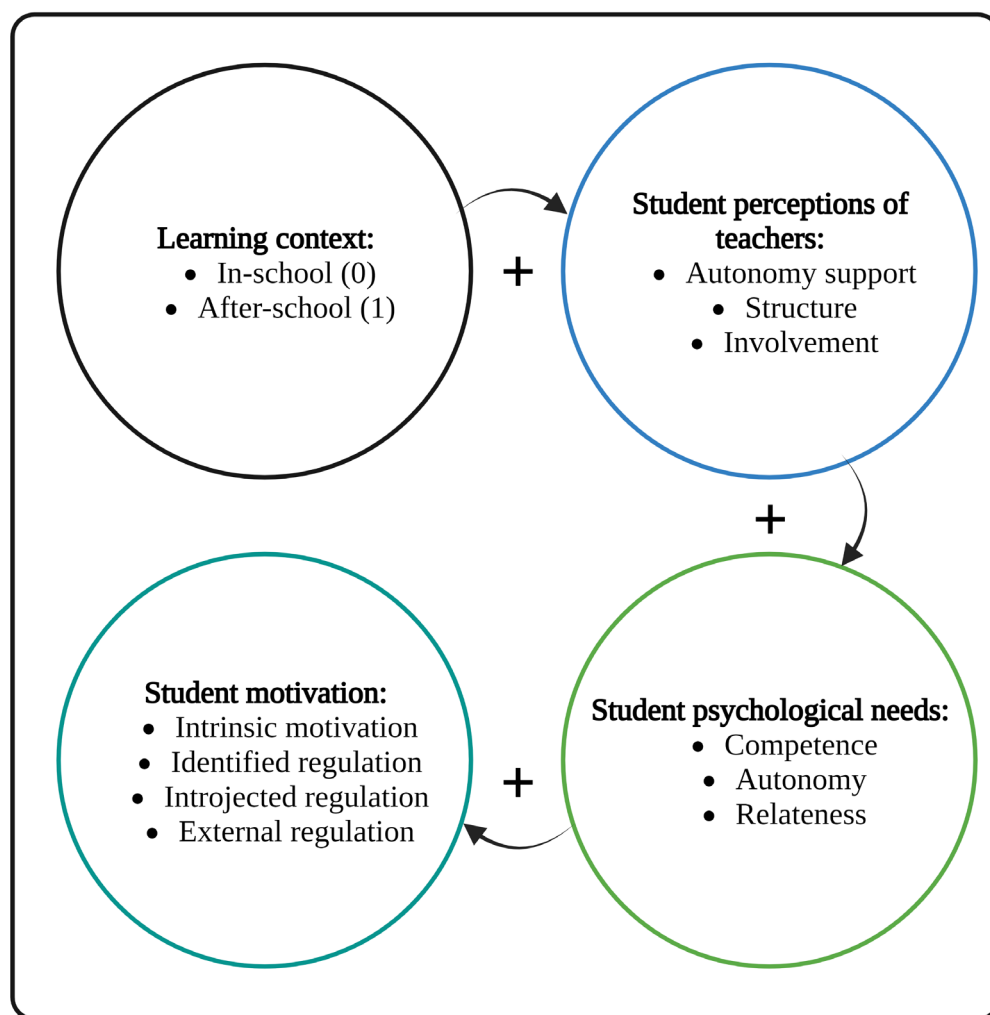 Learning context:
• In-school (0)
• After-school (1)
+
Student perceptions of
teachers:
• Autonomy support
• Structure
• Involvement
+
Student psychological needs:
• Competence
• Autonomy
• Relateness
+
Student motivation:
• Intrinsic motivation
• Identified regulation
• Introjected regulation
• External regulation